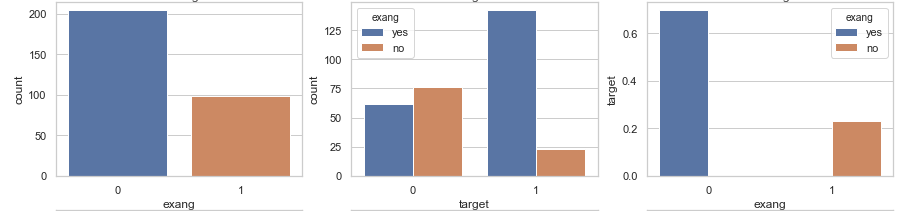 200
150
100
50
0
count
0 1
exang
125
100
75
50
25
0
count
exang
yes
no
0 1
target
0.6
0.4
0.2
0.0
target
exang
yes
no
0 1
exang